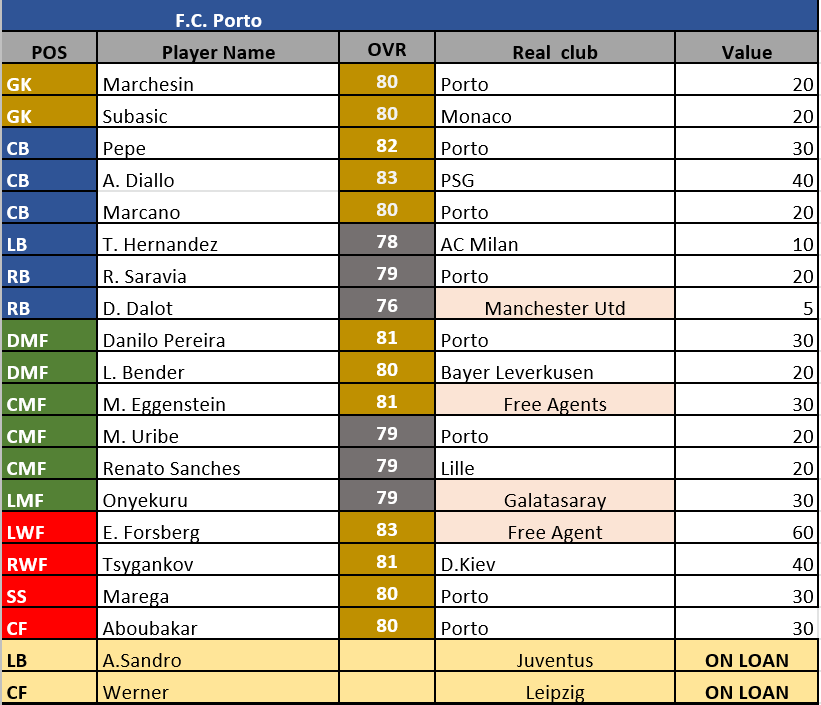 F.C. Porto
POS Player Name OVR Real club Value
GK Marchesin 80 Porto 20
GK Subasic 80 Monaco 20
CB Pepe 82 Porto 30
CB A. Diallo 83 PSG 40
CB Marcano 80 Porto 20
LB T. Hernandez 78 AC Milan 10
RB R. Saravia 79 Porto 20
RB D. Dalot 76 Manchester Utd 5
DMF Danilo Pereira 81 Porto 30
DMF L. Bender 80 Bayer Leverkusen 20
CMF M. Eggenstein 81 Free Agents 30
CMF M. Uribe 79 Porto 20
CMF Renato Sanches 79 Lille 20
LMF Onyekuru 79 Galatasaray 30
LWF E. Forsberg 83 Free Agent 60
RWF Tsygankov 81 D.Kiev 40
SS Marega 80 Porto 30
CF Aboubakar 80 Porto 30
LB A.Sandro Juventus ON LOAN
CF Werner Leipzig ON LOAN